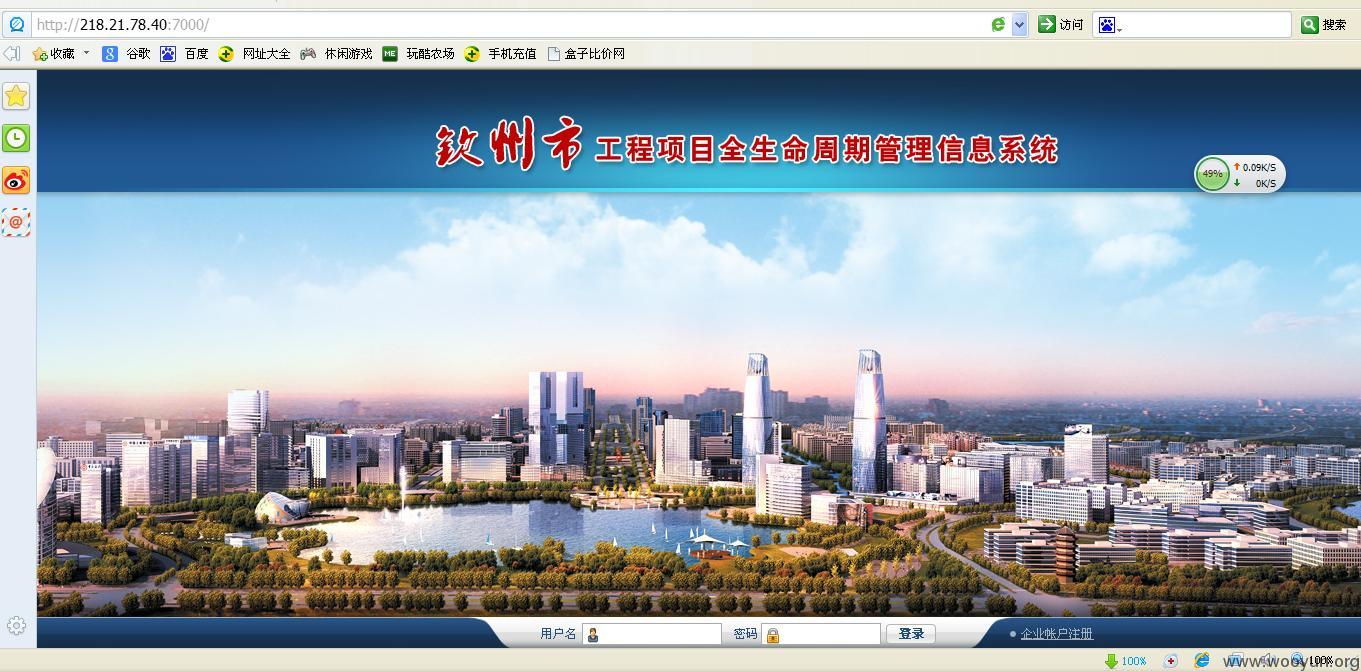 http://218.21.78.40:7000/
访问
搜索
收藏 谷歌 百度 网址大全 休闲游戏 ME 玩酷农场 手机充值 盒子比价网
钦州市工程项目全生命周期管理信息系统
49% 0.09K/S
0K/S
用户名 密码 登录 企业帐户注册
100% 100%
www.wooyun.org